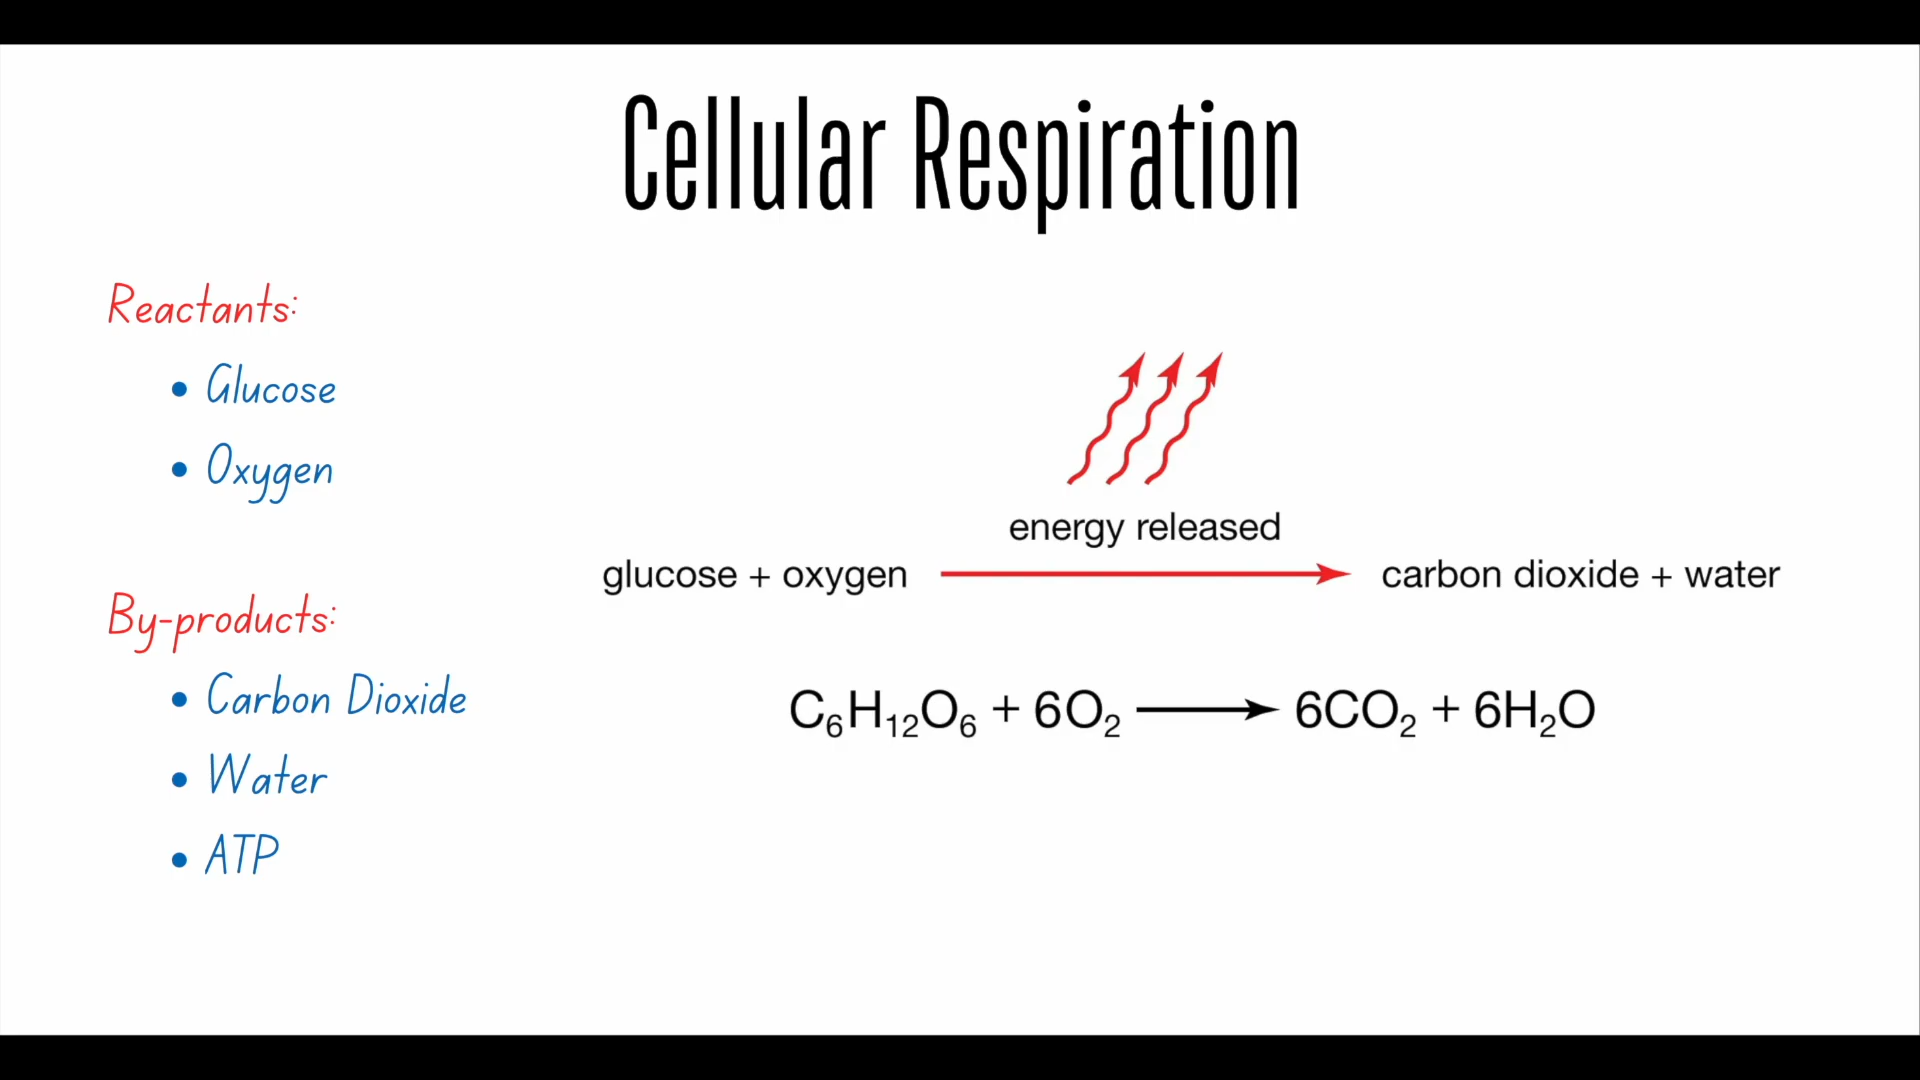 Cellular Respiration
Reactants:
• Glucose
• Oxygen
By-products:
• Carbon Dioxide
• Water
• ATP
energy released
glucose + oxygen → carbon dioxide + water
C₆H₁₂O₆ + 6O₂ → 6CO₂ + 6H₂O